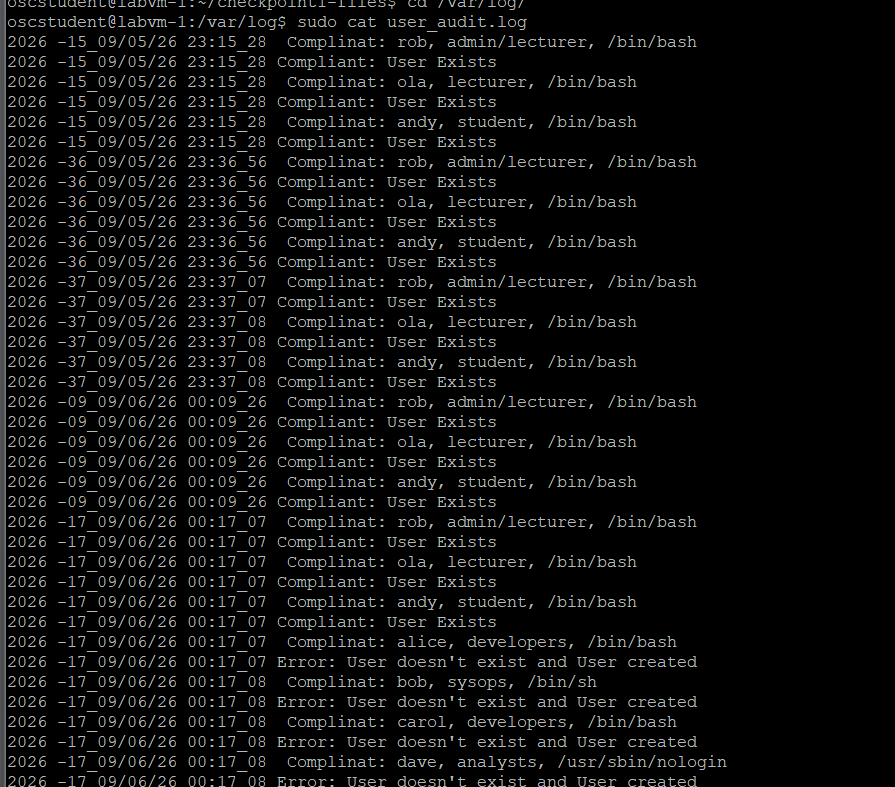 oscstudent@labvm-1:~/checkpoint1-files$ cd /var/log/
oscstudent@labvm-1:/var/log$ sudo cat user_audit.log
2026 -15_09/05/26 23:15_28  Complinat: rob, admin/lecturer, /bin/bash
2026 -15_09/05/26 23:15_28 Compliant: User Exists
2026 -15_09/05/26 23:15_28  Complinat: ola, lecturer, /bin/bash
2026 -15_09/05/26 23:15_28 Compliant: User Exists
2026 -15_09/05/26 23:15_28  Complinat: andy, student, /bin/bash
2026 -15_09/05/26 23:15_28 Compliant: User Exists
2026 -36_09/05/26 23:36_56  Complinat: rob, admin/lecturer, /bin/bash
2026 -36_09/05/26 23:36_56 Compliant: User Exists
2026 -36_09/05/26 23:36_56  Complinat: ola, lecturer, /bin/bash
2026 -36_09/05/26 23:36_56 Compliant: User Exists
2026 -36_09/05/26 23:36_56  Complinat: andy, student, /bin/bash
2026 -36_09/05/26 23:36_56 Compliant: User Exists
2026 -37_09/05/26 23:37_07  Complinat: rob, admin/lecturer, /bin/bash
2026 -37_09/05/26 23:37_07 Compliant: User Exists
2026 -37_09/05/26 23:37_08  Complinat: ola, lecturer, /bin/bash
2026 -37_09/05/26 23:37_08 Compliant: User Exists
2026 -37_09/05/26 23:37_08  Complinat: andy, student, /bin/bash
2026 -37_09/05/26 23:37_08 Compliant: User Exists
2026 -09_09/06/26 00:09_26  Complinat: rob, admin/lecturer, /bin/bash
2026 -09_09/06/26 00:09_26 Compliant: User Exists
2026 -09_09/06/26 00:09_26  Complinat: ola, lecturer, /bin/bash
2026 -09_09/06/26 00:09_26 Compliant: User Exists
2026 -09_09/06/26 00:09_26  Complinat: andy, student, /bin/bash
2026 -09_09/06/26 00:09_26 Compliant: User Exists
2026 -17_09/06/26 00:17_07  Complinat: rob, admin/lecturer, /bin/bash
2026 -17_09/06/26 00:17_07 Compliant: User Exists
2026 -17_09/06/26 00:17_07  Complinat: ola, lecturer, /bin/bash
2026 -17_09/06/26 00:17_07 Compliant: User Exists
2026 -17_09/06/26 00:17_07  Complinat: andy, student, /bin/bash
2026 -17_09/06/26 00:17_07 Compliant: User Exists
2026 -17_09/06/26 00:17_07  Complinat: alice, developers, /bin/bash
2026 -17_09/06/26 00:17_07 Error: User doesn't exist and User created
2026 -17_09/06/26 00:17_08  Complinat: bob, sysops, /bin/sh
2026 -17_09/06/26 00:17_08 Error: User doesn't exist and User created
2026 -17_09/06/26 00:17_08  Complinat: carol, developers, /bin/bash
2026 -17_09/06/26 00:17_08 Error: User doesn't exist and User created
2026 -17_09/06/26 00:17_08  Complinat: dave, analysts, /usr/sbin/nologin
2026 -17_09/06/26 00:17_08 Error: User doesn't exist and User created